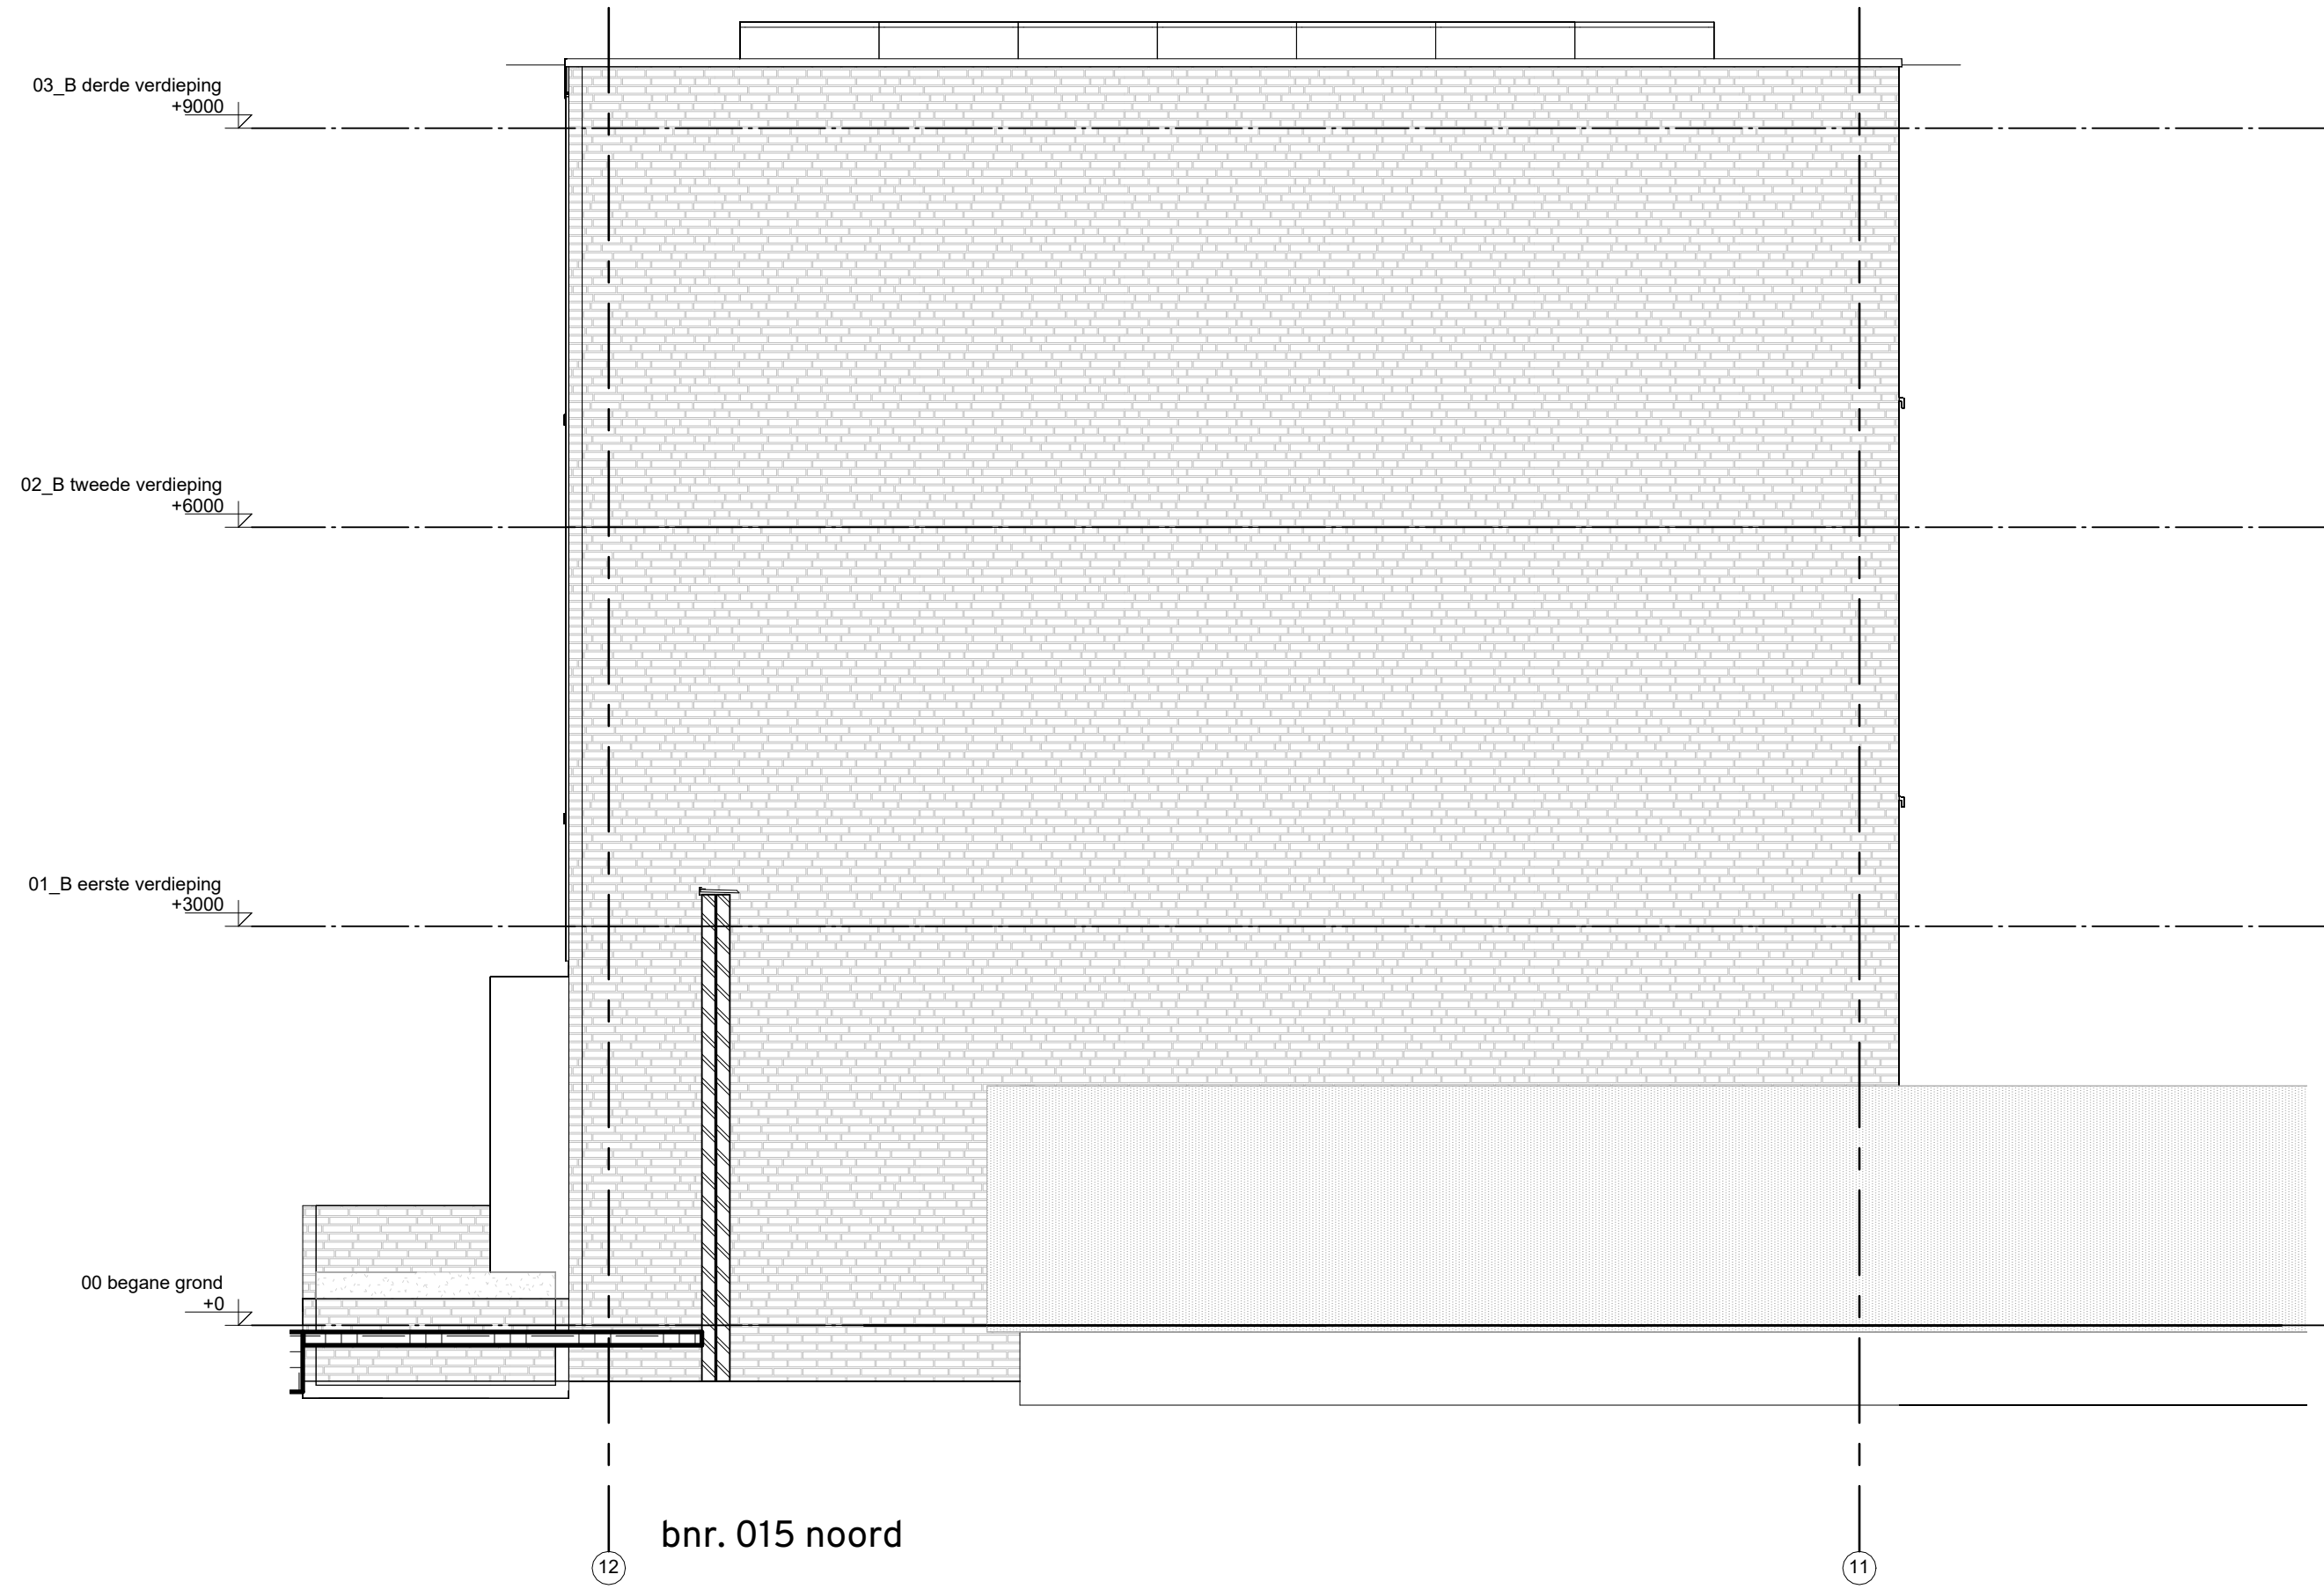 03_B derde verdieping
+9000
02_B tweede verdieping
+6000
01_B eerste verdieping
+3000
00 begane grond
+0
bnr. 015 noord
12
11